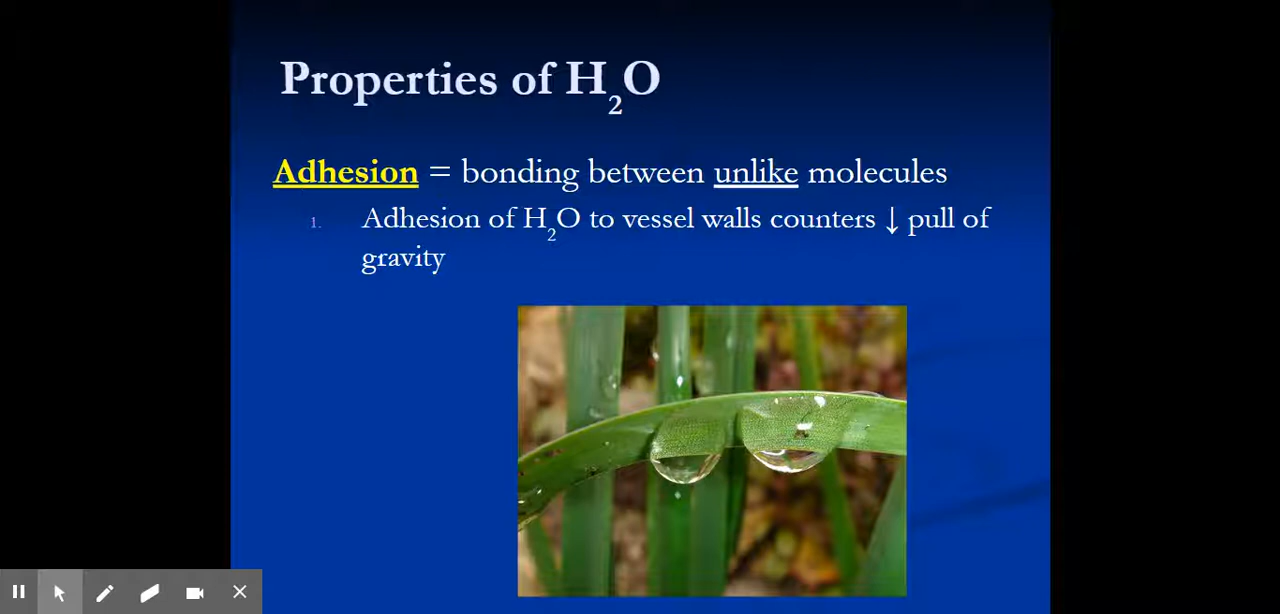 Properties of H₂O
Adhesion = bonding between unlike molecules
1. Adhesion of H₂O to vessel walls counters ↓ pull of
gravity